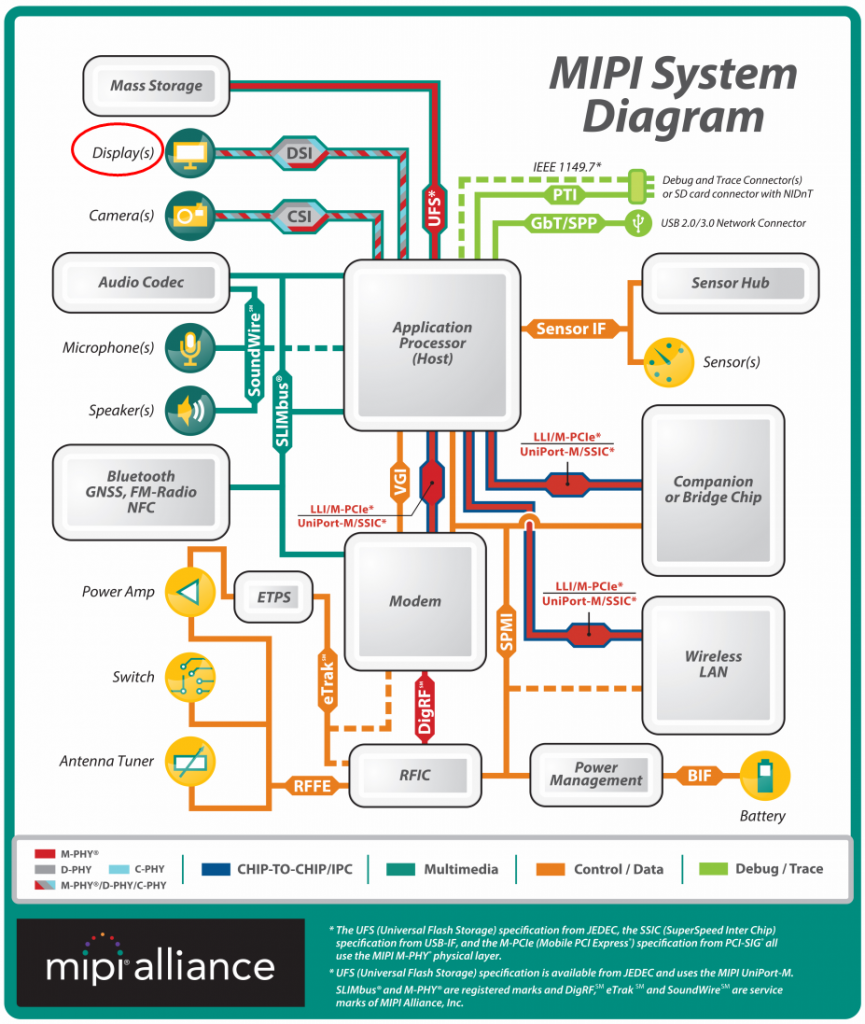 MIPI System
Diagram
Mass Storage
Display(s)
DSI
Camera(s)
CSI
UFS*
IEEE 1149.7*
PTI
Debug and Trace Connector(s)
or SD card connector with NIDnT
GbT/SPP
USB 2.0/3.0 Network Connector
Audio Codec
SoundWire℠
Microphone(s)
Speaker(s)
SLIMbus®
Application
Processor
(Host)
Sensor IF
Sensor Hub
Sensor(s)
Bluetooth
GNSS, FM-Radio
NFC
VGI
LLI/M-PCIe*
UniPort-M/SSIC*
LLI/M-PCIe*
UniPort-M/SSIC*
Companion
or Bridge Chip
Power Amp
ETPS
Modem
LLI/M-PCIe*
UniPort-M/SSIC*
SPMI
Wireless
LAN
Switch
eTrak℠
DigRF℠
Antenna Tuner
RFFE
RFIC
Power
Management
BIF
Battery
M-PHY®
D-PHY
C-PHY
M-PHY®/D-PHY/C-PHY
CHIP-TO-CHIP/IPC
Multimedia
Control / Data
Debug / Trace
mipi® alliance
* The UFS (Universal Flash Storage) specification from JEDEC, the SSIC (SuperSpeed Inter Chip)
specification from USB-IF, and the M-PCIe (Mobile PCI Express®) specification from PCI-SIG® all
use the MIPI M-PHY® physical layer.
* UFS (Universal Flash Storage) specification is available from JEDEC and uses the MIPI UniPort-M.
SLIMbus® and M-PHY® are registered marks and DigRF,℠ eTrak ℠ and SoundWire℠ are service
marks of MIPI Alliance, Inc.